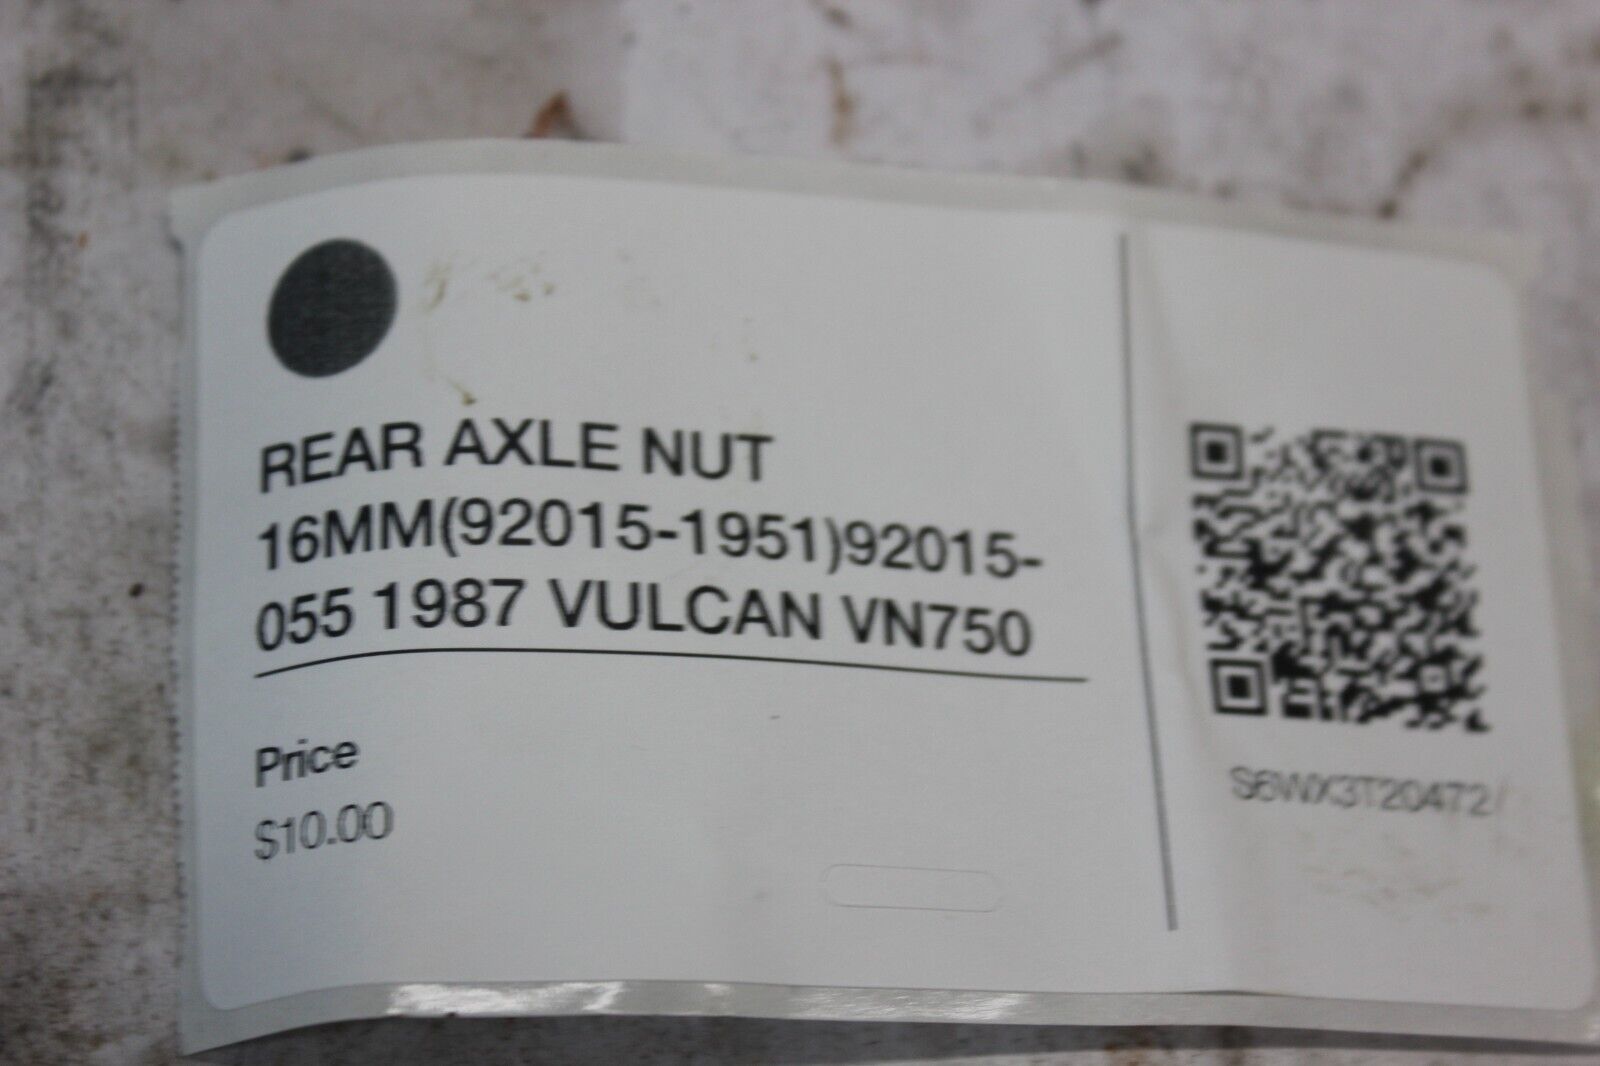 REAR AXLE NUT
16MM(92015-1951)92015-
055 1987 VULCAN VN750
Price
$10.00
S6WX3T20472/